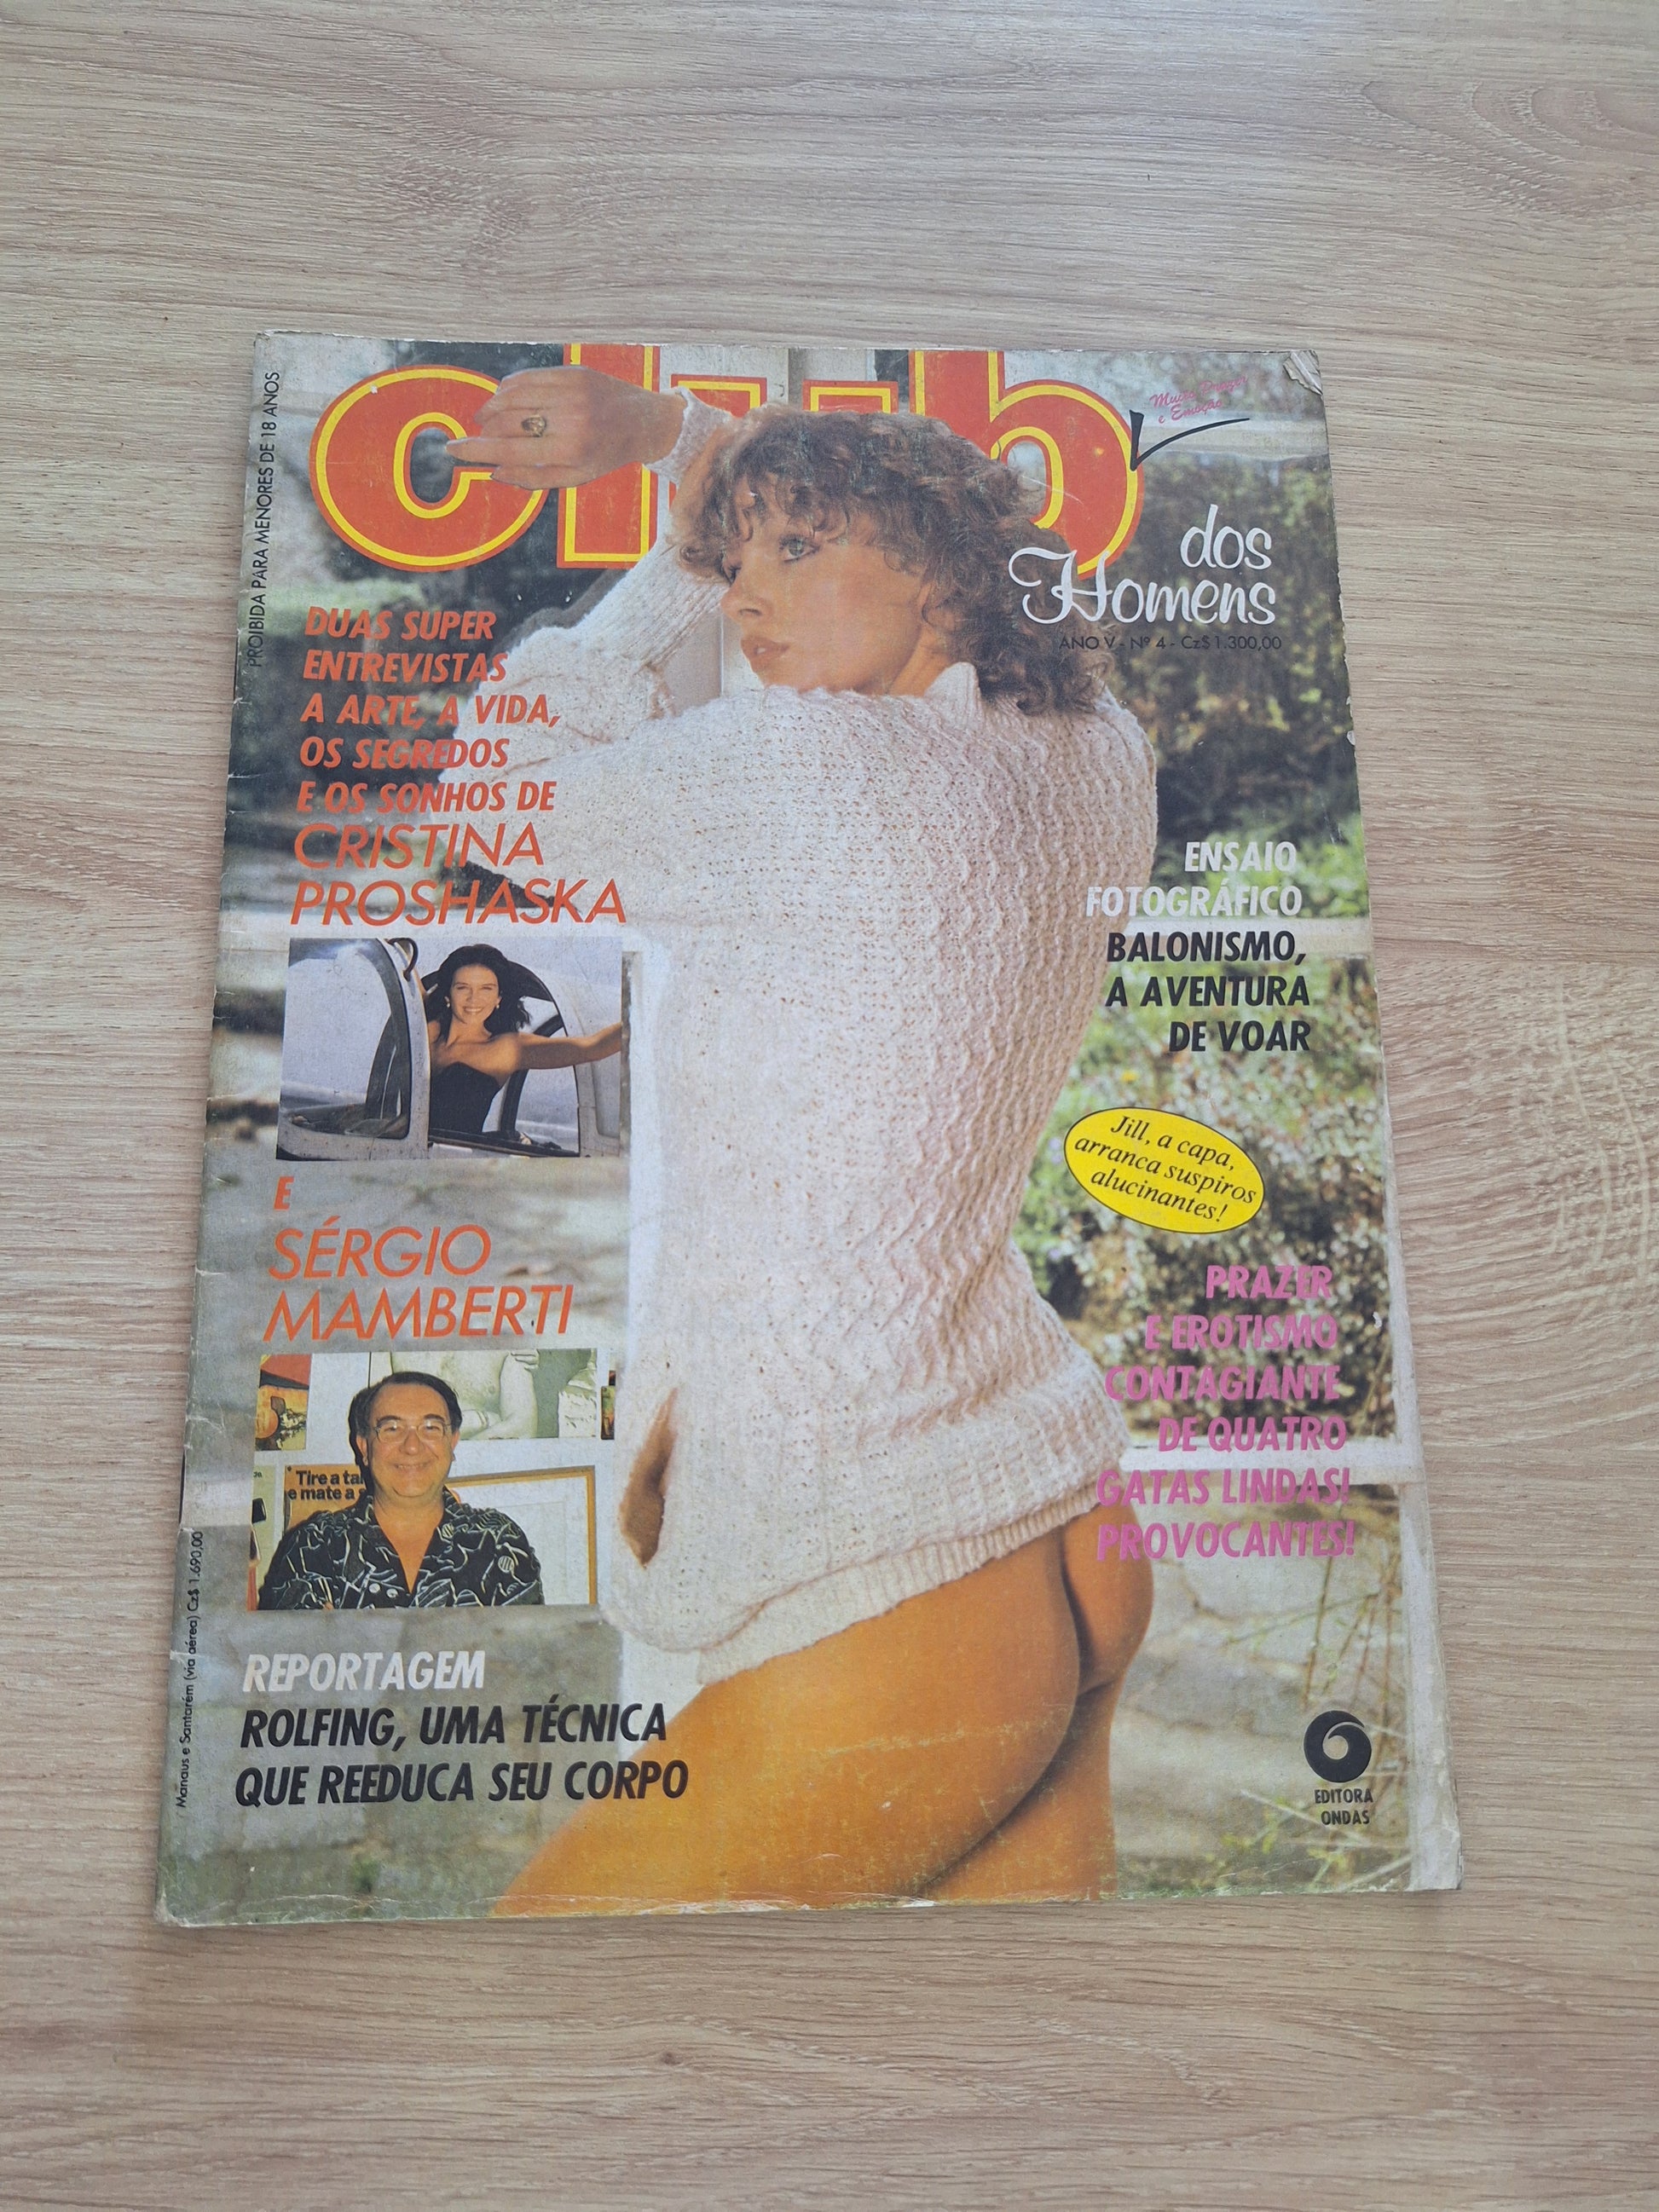 PROIBIDA PARA MENORES DE 18 ANOS
club
Muito Prazer
e Emoção
dos
Homens
ANO V - Nº 4 - Cz$ 1.300,00
DUAS SUPER
ENTREVISTAS
A ARTE, A VIDA,
OS SEGREDOS
E OS SONHOS DE
CRISTINA
PROSHASKA
E
SÉRGIO
MAMBERTI
Tire a ta
e mate a s
REPORTAGEM
ROLFING, UMA TÉCNICA
QUE REEDUCA SEU CORPO
Manaus e Santarém (via aérea) Cz$ 1.690,00
ENSAIO
FOTOGRÁFICO
BALONISMO,
A AVENTURA
DE VOAR
Jill, a capa,
arranca suspiros
alucinantes!
PRAZER
E EROTISMO
CONTAGIANTE
DE QUATRO
GATAS LINDAS!
PROVOCANTES!
EDITORA
ONDAS